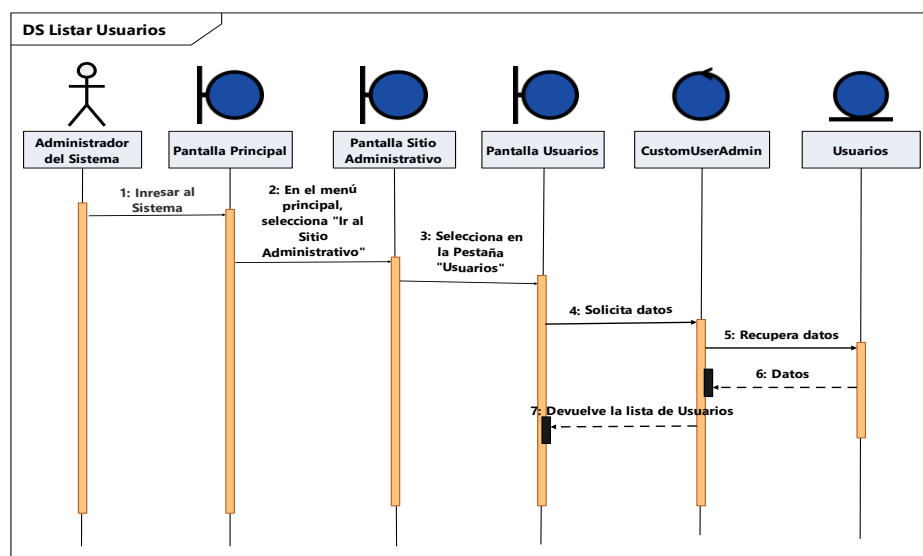 DS Listar Usuarios
Administrador
del Sistema
Pantalla Principal
Pantalla Sitio
Administrativo
Pantalla Usuarios
CustomUserAdmin
Usuarios
1: Inresar al
Sistema
2: En el menú
principal,
selecciona "Ir al
Sitio
Administrativo"
3: Selecciona en
la Pestaña
"Usuarios"
4: Solicita datos
5: Recupera datos
6: Datos
7: Devuelve la lista de Usuarios